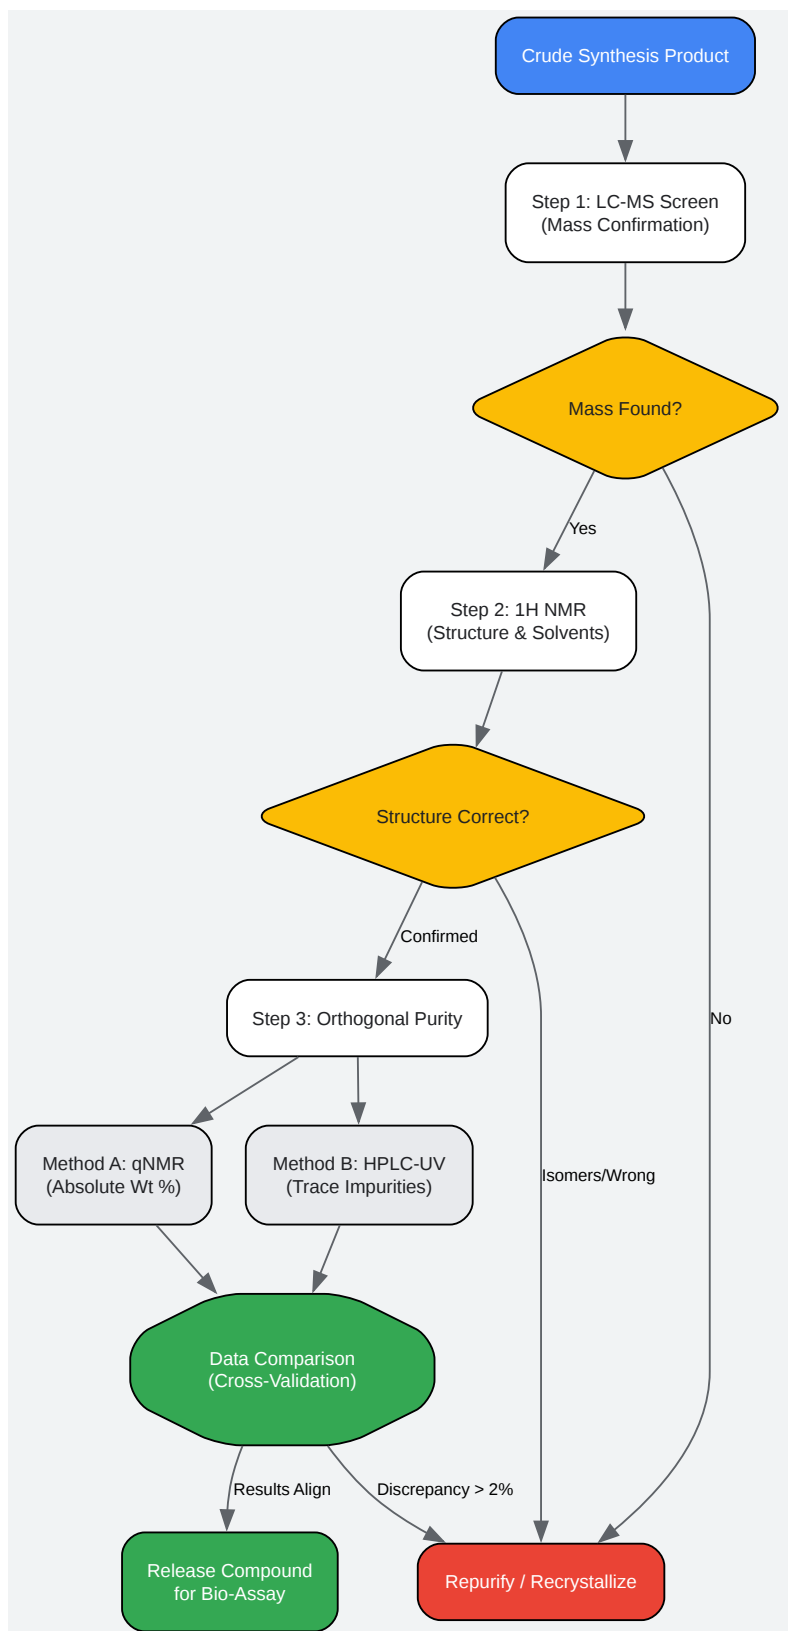 Crude Synthesis Product
Step 1: LC-MS Screen
(Mass Confirmation)
Mass Found?
Yes
Step 2: 1H NMR
(Structure & Solvents)
Structure Correct?
Confirmed
Step 3: Orthogonal Purity
No
Method A: qNMR
(Absolute Wt %)
Method B: HPLC-UV
(Trace Impurities)
Isomers/Wrong
Data Comparison
(Cross-Validation)
Results Align
Discrepancy > 2%
Release Compound
for Bio-Assay
Repurify / Recrystallize